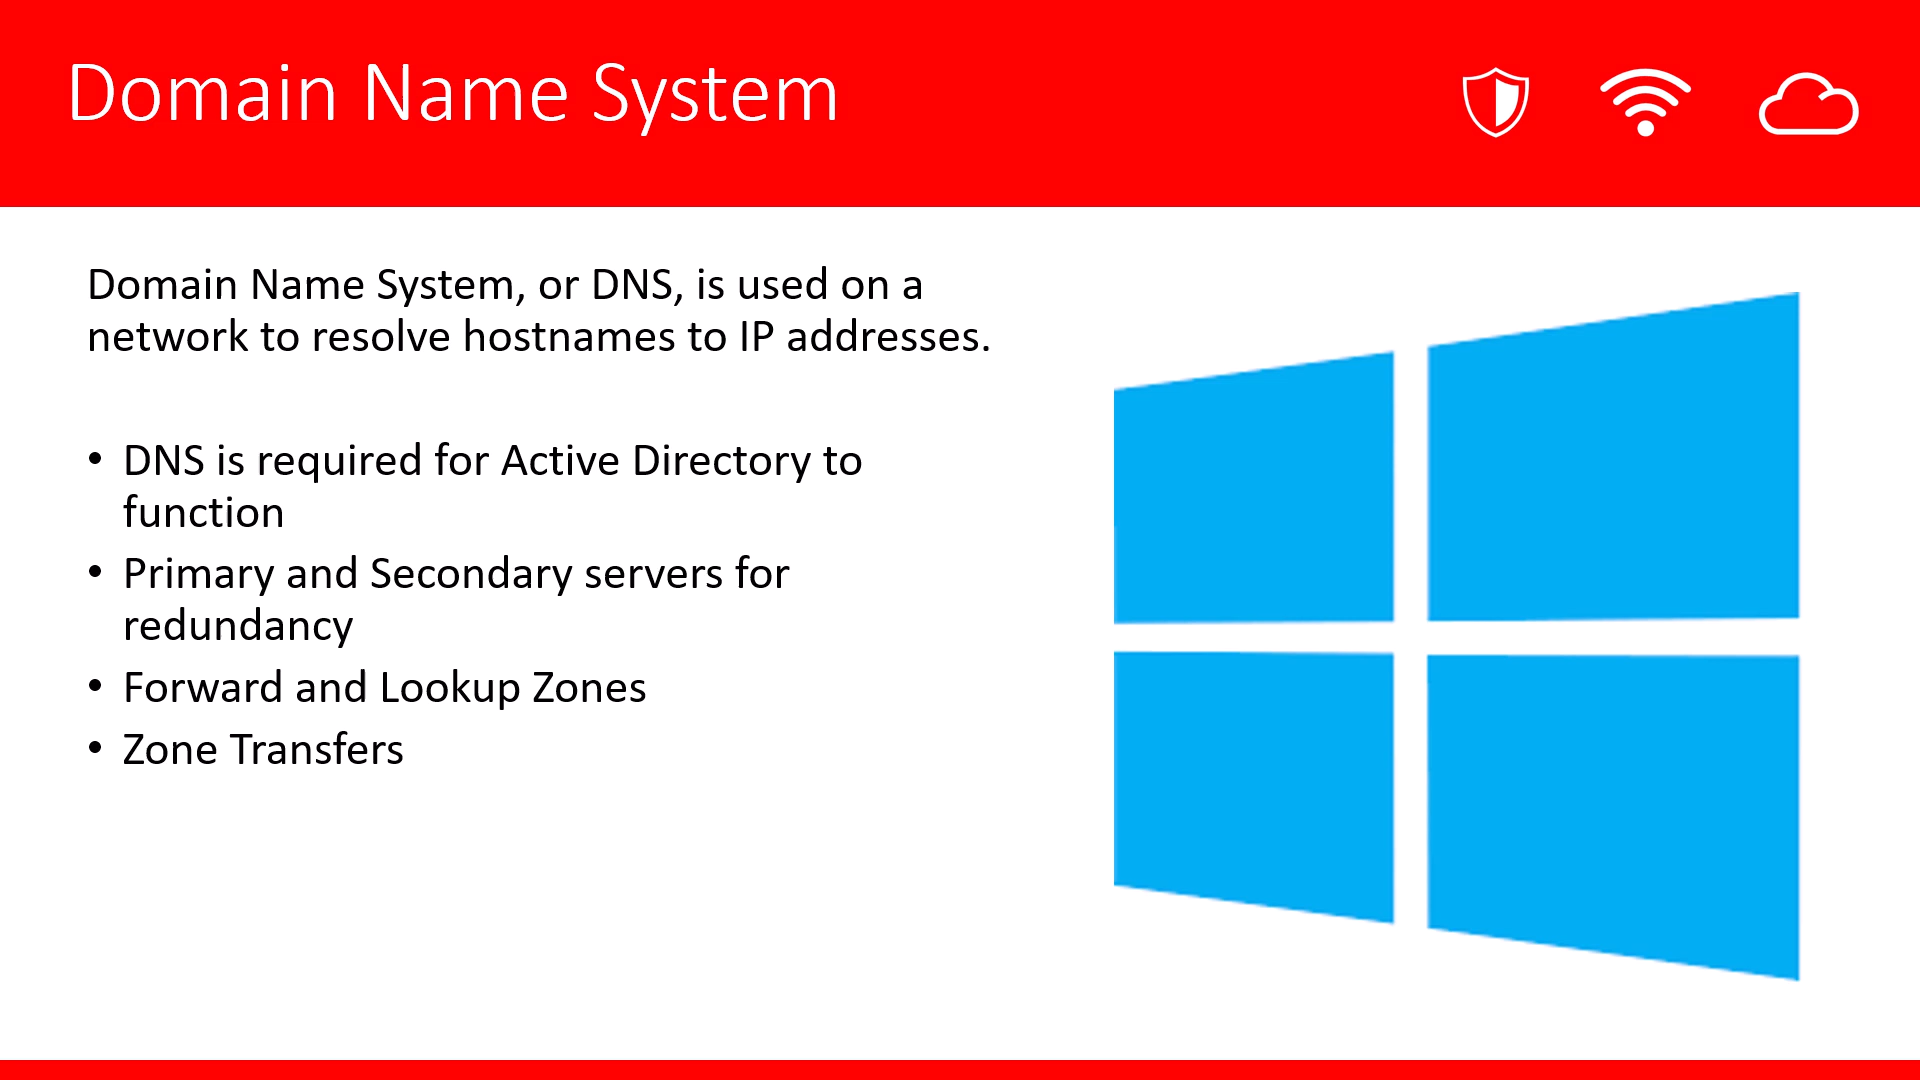 Domain Name System
Domain Name System, or DNS, is used on a
network to resolve hostnames to IP addresses.
• DNS is required for Active Directory to
function
• Primary and Secondary servers for
redundancy
• Forward and Lookup Zones
• Zone Transfers